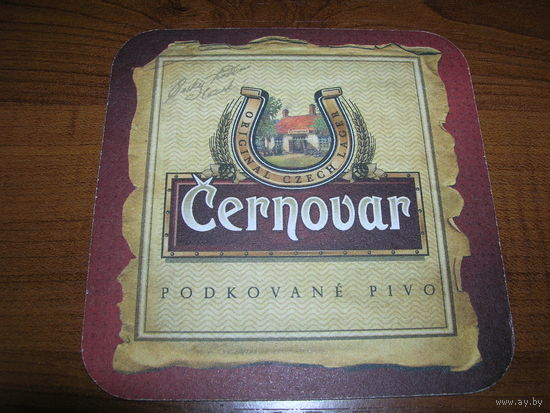 ORIGINAL CZECH LAGER
Černovar
PODKOVANÉ PIVO
www.ay.by